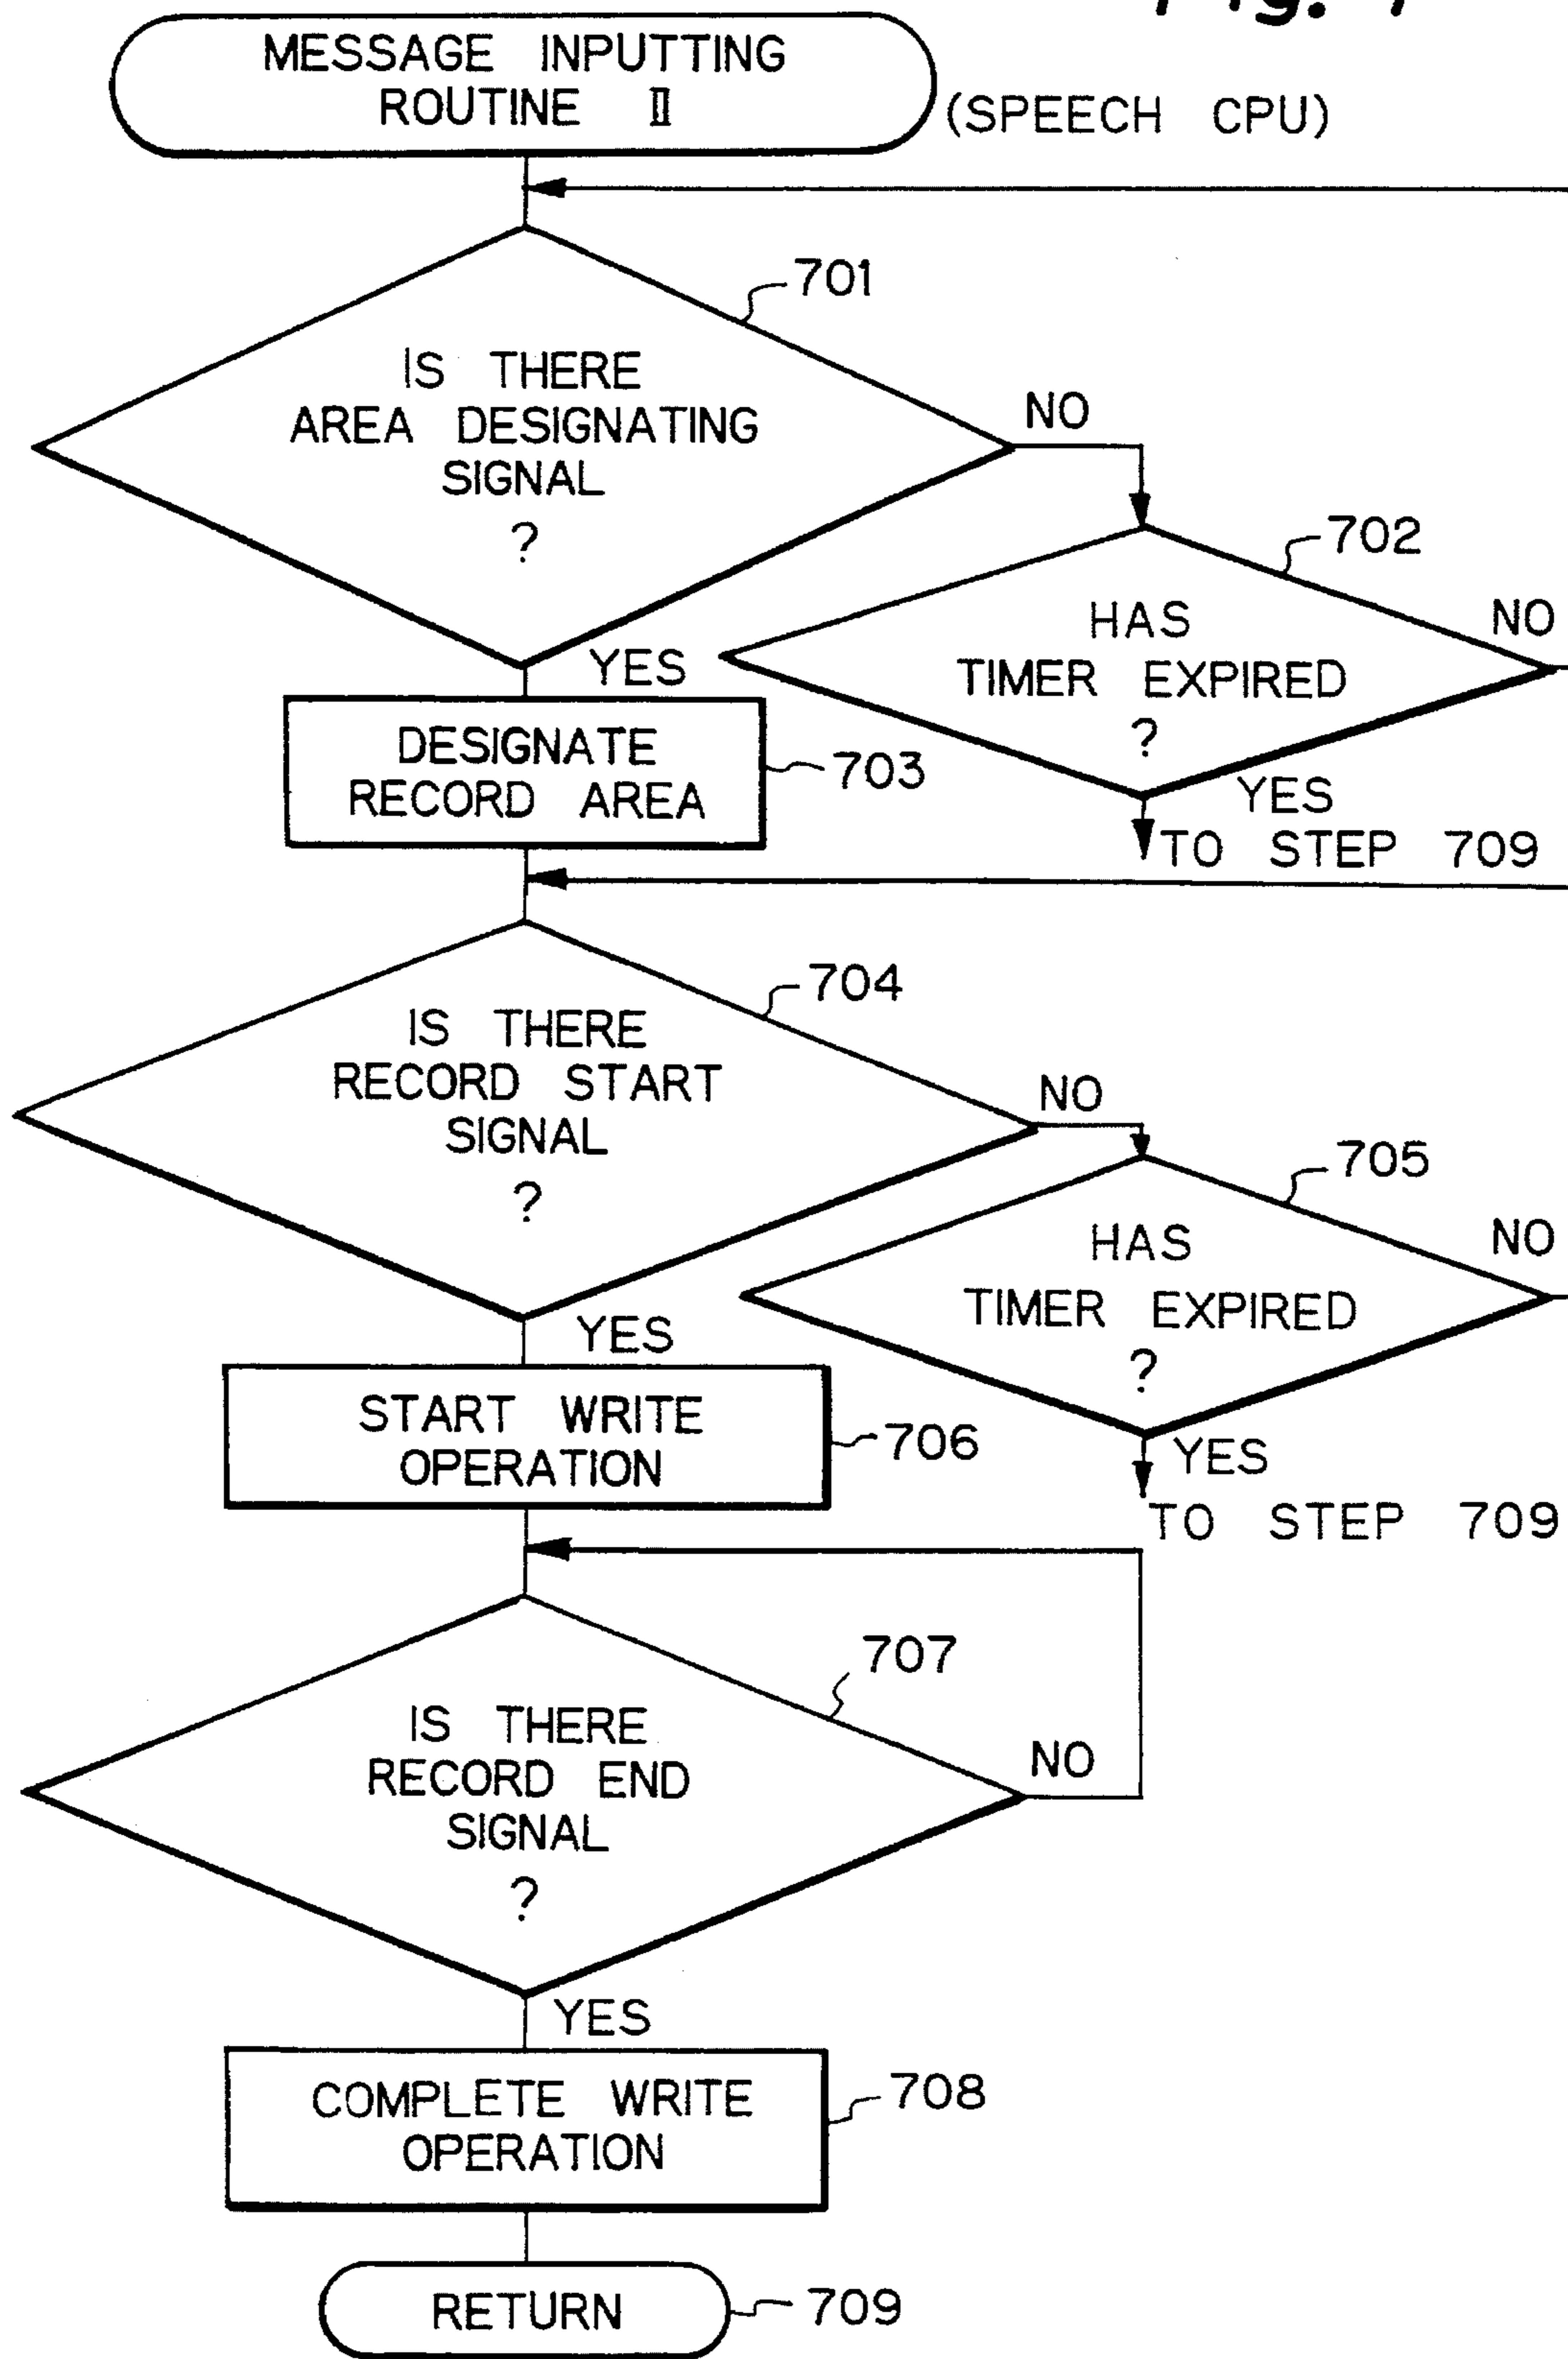 Fig. 7
MESSAGE INPUTTING
ROUTINE II
(SPEECH CPU)
701
IS THERE
AREA DESIGNATING
SIGNAL
?
NO
702
HAS
TIMER EXPIRED
?
NO
YES
TO STEP 709
YES
DESIGNATE
RECORD AREA
703
704
IS THERE
RECORD START
SIGNAL
?
NO
705
HAS
TIMER EXPIRED
?
NO
YES
TO STEP 709
YES
START WRITE
OPERATION
706
707
IS THERE
RECORD END
SIGNAL
?
NO
YES
COMPLETE WRITE
OPERATION
708
RETURN
709